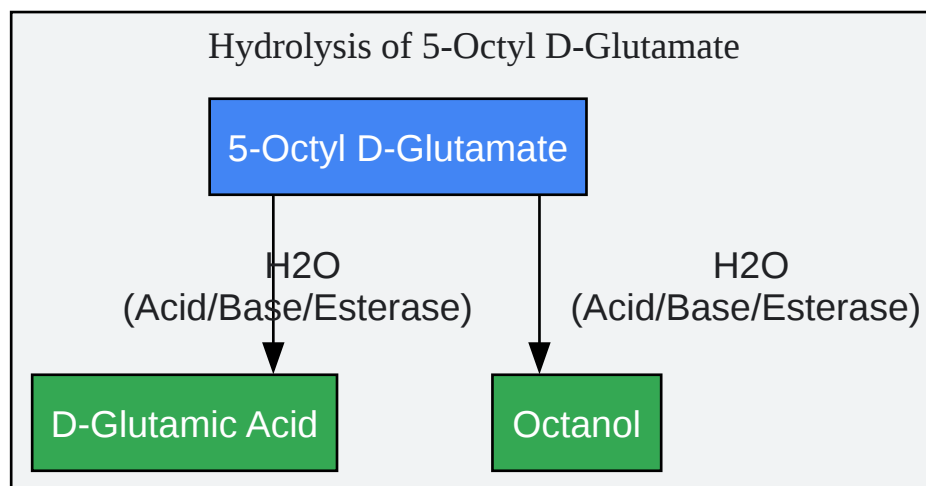 Hydrolysis of 5-Octyl D-Glutamate
5-Octyl D-Glutamate
H2O
(Acid/Base/Esterase)
H2O
(Acid/Base/Esterase)
D-Glutamic Acid
Octanol